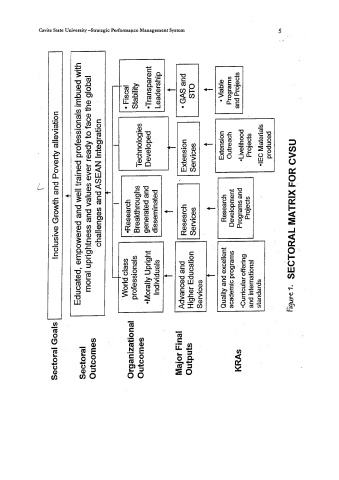 Cavite State University –Strategic Performance Management System
5
Sectoral Goals
Inclusive Growth and Poverty alleviation
Sectoral
Outcomes
Educated, empowered and well trained professionals imbued with
moral uprightness and values ever ready to face the global
challenges and ASEAN Integration
Organizational
Outcomes
World class
professionals
•Morally Upright
Individuals
•Research
Breakthroughs
generated and
disseminated
Technologies
Developed
• Fiscal
Stability
•Transparent
Leadership
Major Final
Outputs
Advanced and
Higher Education
Services
Research
Services
Extension
Services
• GAS and
STO
KRAs
Quality and excellent
academic programs
•Curricular offering
and International
standards
Research
Development
Programs and
Projects
Extension
Outreach
•Livelihood
Projects
•IEC Materials
produced
• Viable
Programs
and Projects
Figure 1. SECTORAL MATRIX FOR CVSU